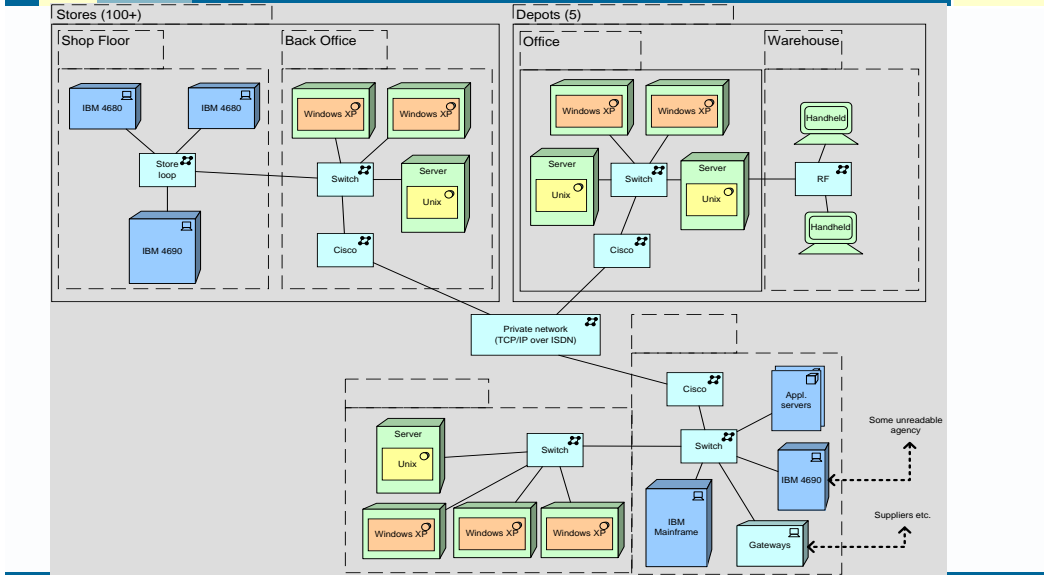 Stores (100+)
Depots (5)
Shop Floor
Back Office
Office
Warehouse
IBM 4680
IBM 4680
Store
loop
IBM 4690
Windows XP
Windows XP
Switch
Server
Unix
Cisco
Windows XP
Windows XP
Server
Unix
Switch
Server
Unix
Cisco
Handheld
RF
Handheld
Private network
(TCP/IP over ISDN)
Cisco
Appl.
servers
Switch
IBM 4690
IBM
Mainframe
Gateways
Some unreadable
agency
Suppliers etc.
Server
Unix
Switch
Windows XP
Windows XP
Windows XP